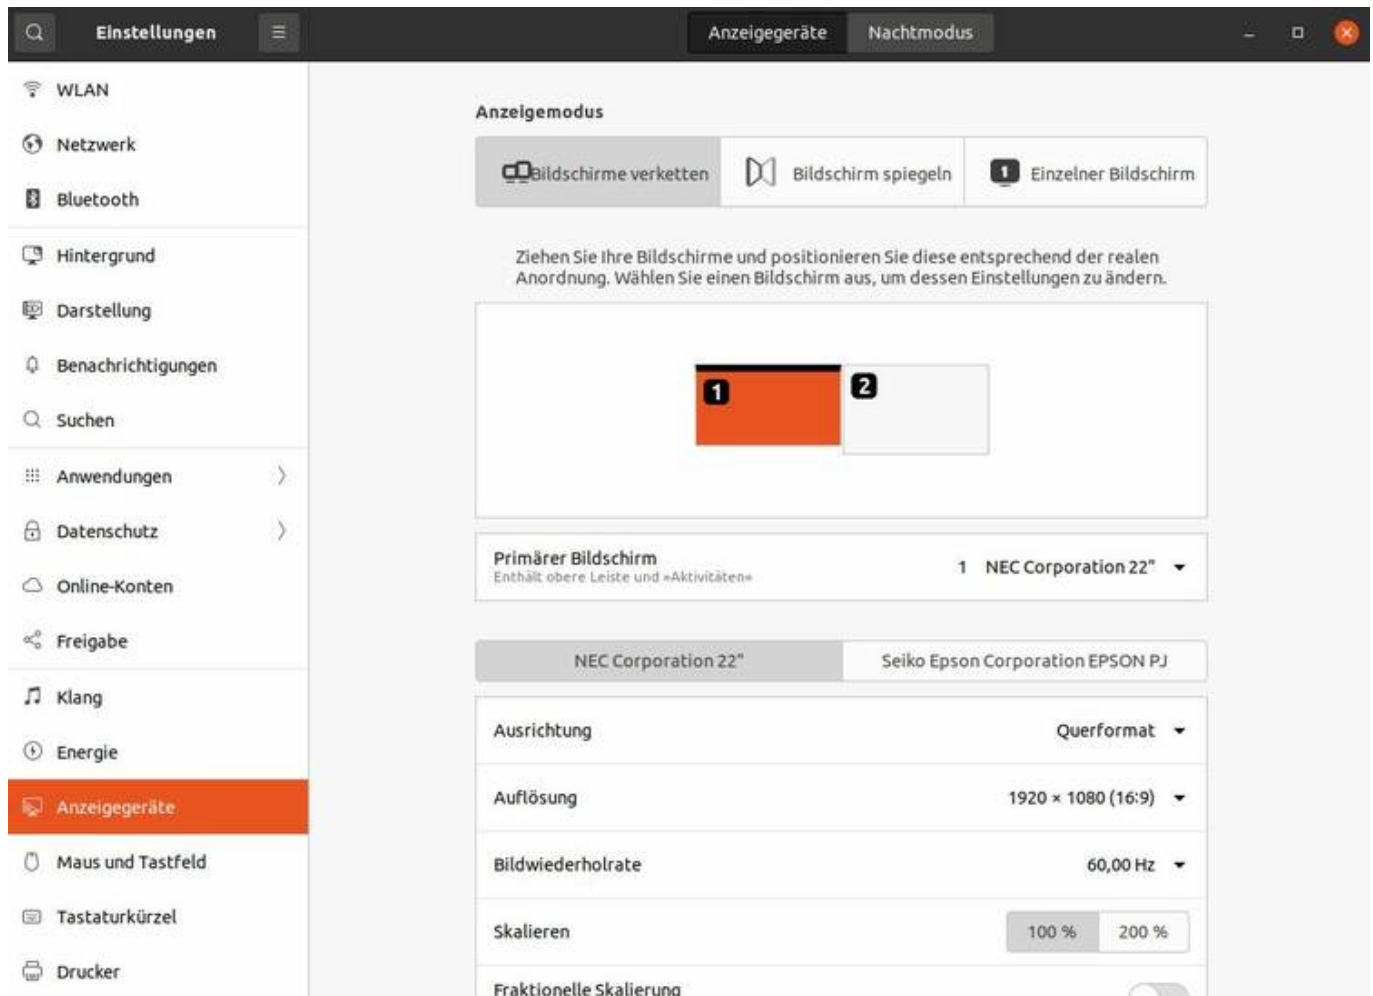 Einstellungen
Anzeigegeräte
Nachtmodus
WLAN
Netzwerk
Bluetooth
Hintergrund
Darstellung
Benachrichtigungen
Suchen
Anwendungen
Datenschutz
Online-Konten
Freigabe
Klang
Energie
Anzeigegeräte
Maus und Tastfeld
Tastaturkürzel
Drucker
Anzeigemodus
Bildschirme verketten
Bildschirm spiegeln
1 Einzelner Bildschirm
Ziehen Sie Ihre Bildschirme und positionieren Sie diese entsprechend der realen
Anordnung. Wählen Sie einen Bildschirm aus, um dessen Einstellungen zu ändern.
1
2
Primärer Bildschirm
Enthält obere Leiste und »Aktivitäten«
1 NEC Corporation 22"
NEC Corporation 22"
Seiko Epson Corporation EPSON PJ
Ausrichtung
Querformat
Auflösung
1920 × 1080 (16:9)
Bildwiederholrate
60,00 Hz
Skalieren
100 %
200 %
Fraktionelle Skalierung